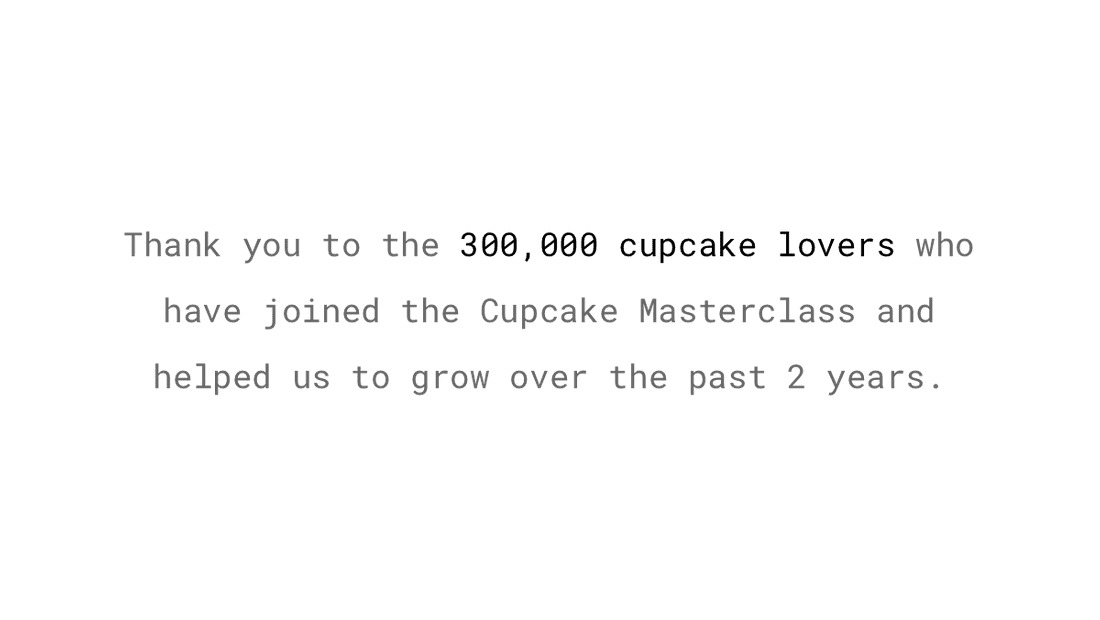 Thank you to the 300,000 cupcake lovers who
have joined the Cupcake Masterclass and
helped us to grow over the past 2 years.